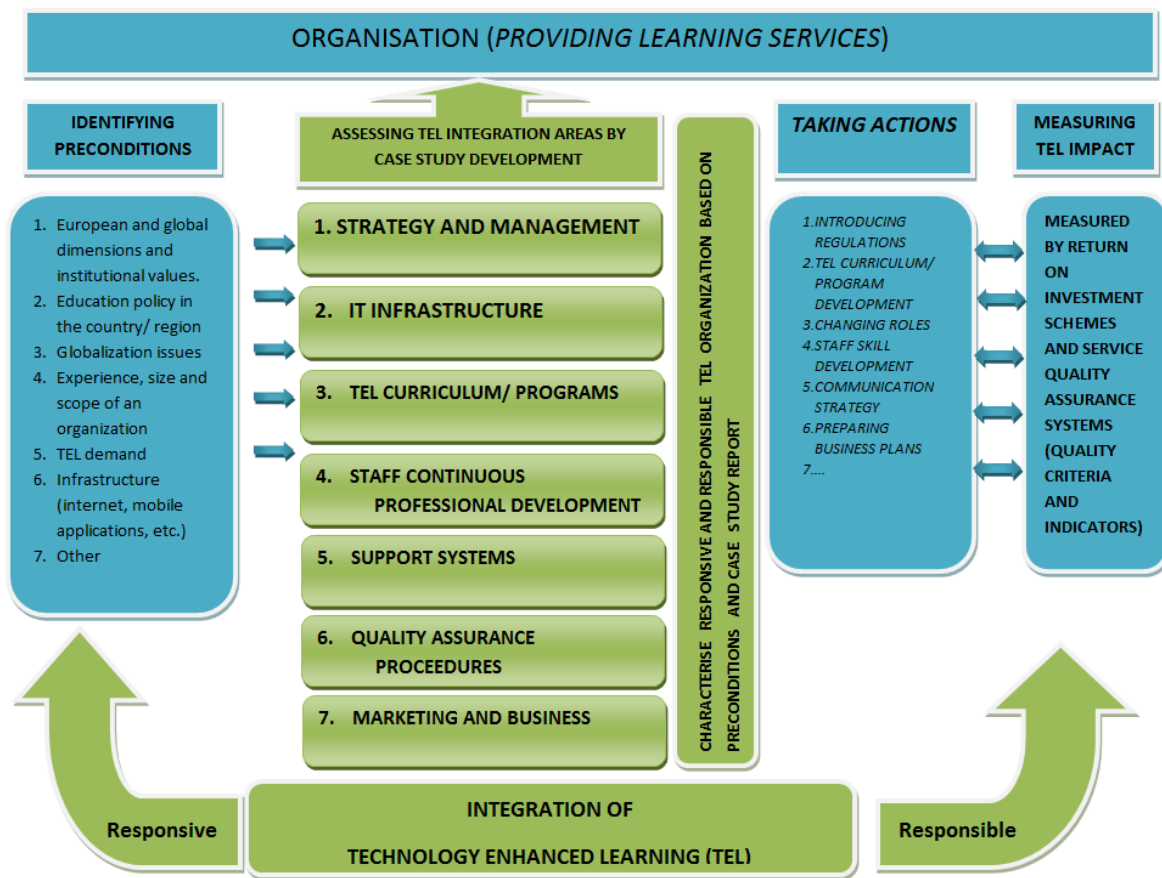 ORGANISATION (PROVIDING LEARNING SERVICES)
IDENTIFYING
PRECONDITIONS
1. European and global
dimensions and
institutional values.
2. Education policy in
the country/ region
3. Globalization issues
4. Experience, size and
scope of an
organization
5. TEL demand
6. Infrastructure
(internet, mobile
applications, etc.)
7. Other
ASSESSING TEL INTEGRATION AREAS BY
CASE STUDY DEVELOPMENT
1. STRATEGY AND MANAGEMENT
2. IT INFRASTRUCTURE
3. TEL CURRICULUM/ PROGRAMS
4. STAFF CONTINUOUS
PROFESSIONAL DEVELOPMENT
5. SUPPORT SYSTEMS
6. QUALITY ASSURANCE
PROCEEDURES
7. MARKETING AND BUSINESS
CHARACTERISE RESPONSIVE AND RESPONSIBLE TEL ORGANIZATION BASED ON
PRECONDITIONS AND CASE STUDY REPORT
TAKING ACTIONS
1.INTRODUCING
REGULATIONS
2.TEL CURRICULUM/
PROGRAM
DEVELOPMENT
3.CHANGING ROLES
4.STAFF SKILL
DEVELOPMENT
5.COMMUNICATION
STRATEGY
6.PREPARING
BUSINESS PLANS
7....
MEASURING
TEL IMPACT
MEASURED
BY RETURN
ON
INVESTMENT
SCHEMES
AND SERVICE
QUALITY
ASSURANCE
SYSTEMS
(QUALITY
CRITERIA
AND
INDICATORS)
Responsive
INTEGRATION OF
TECHNOLOGY ENHANCED LEARNING (TEL)
Responsible